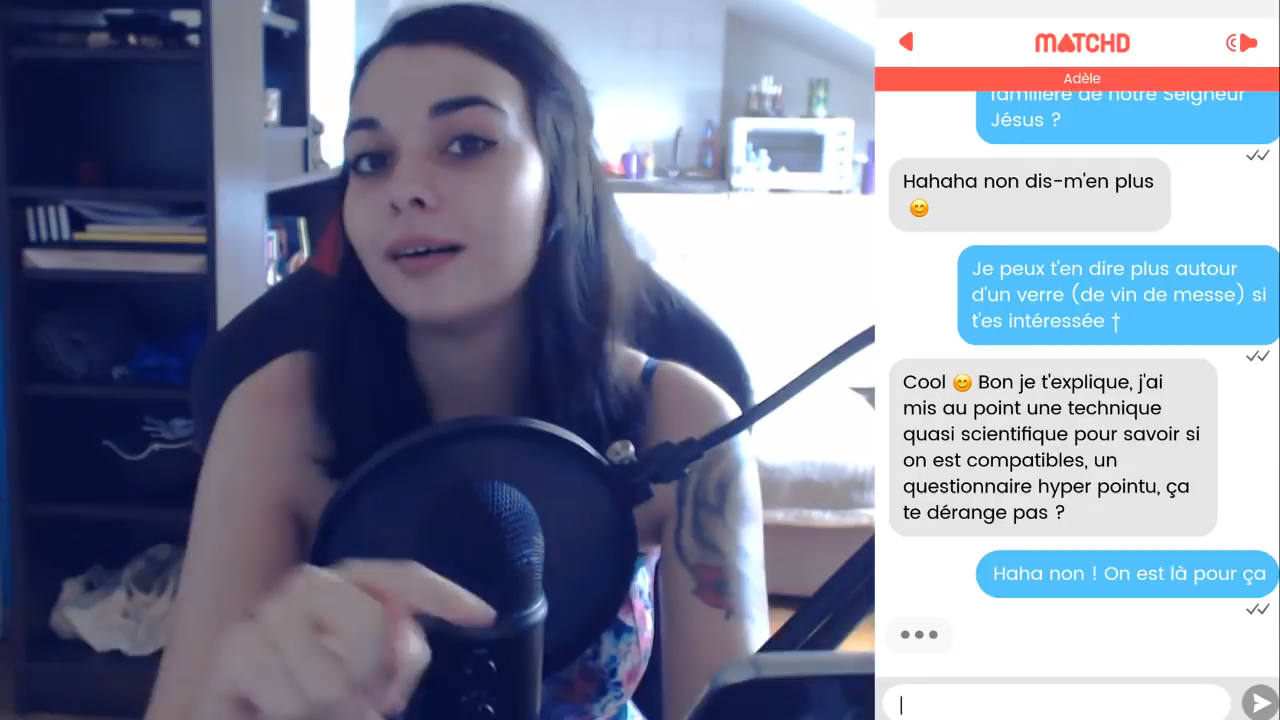 MATCHD
Adèle
familière de notre Seigneur
Jésus ?
Hahaha non dis-m'en plus
😊
Je peux t'en dire plus autour
d'un verre (de vin de messe) si
t'es intéressée †
Cool 😊 Bon je t'explique, j'ai
mis au point une technique
quasi scientifique pour savoir si
on est compatibles, un
questionnaire hyper pointu, ça
te dérange pas ?
Haha non ! On est là pour ça